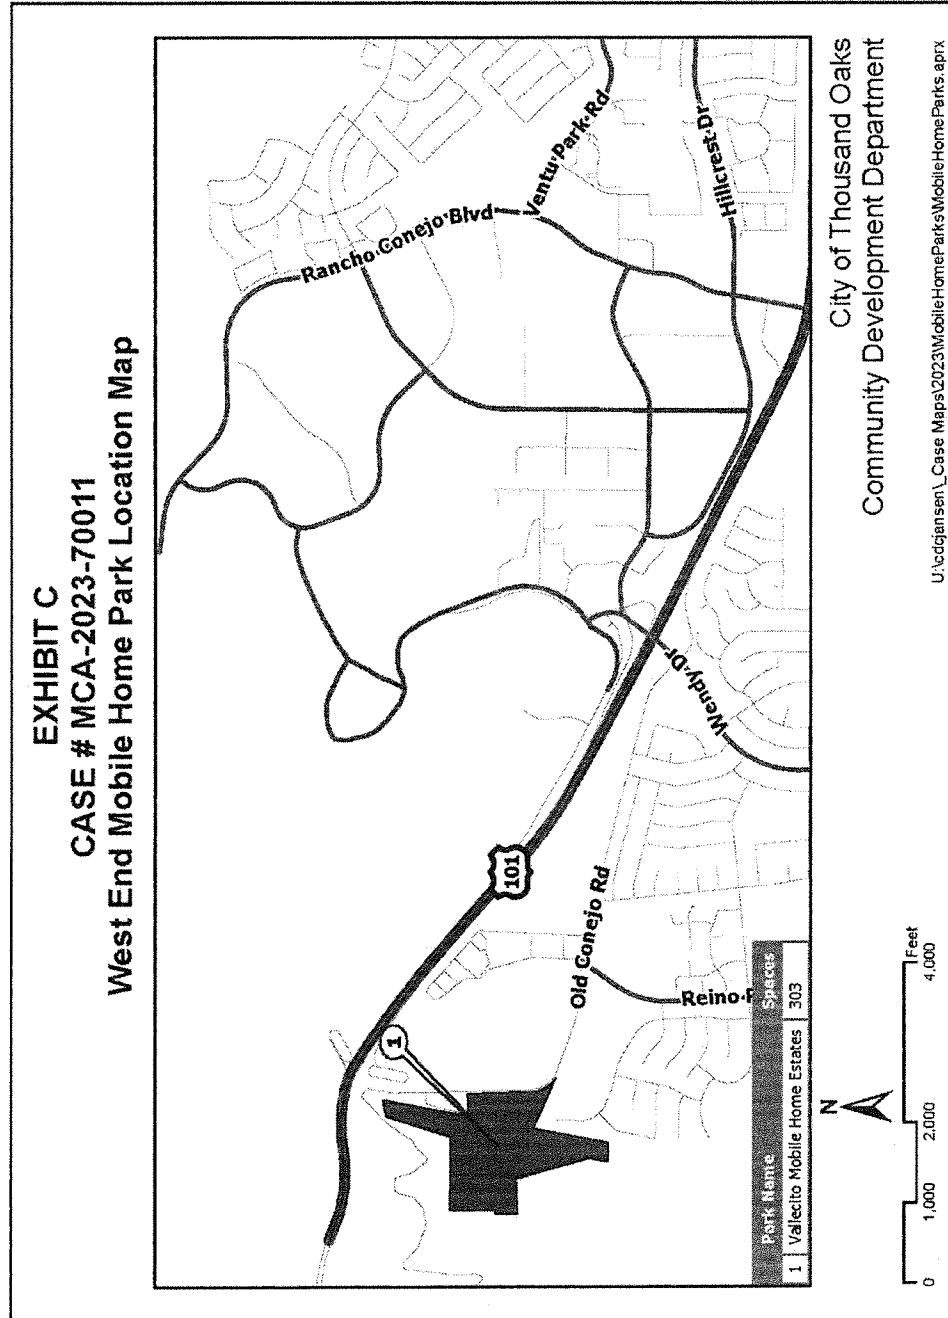 EXHIBIT C
CASE # MCA-2023-70011
West End Mobile Home Park Location Map
Rancho Conejo Blvd
Ventu Park Rd
Hillcrest Dr
101
Wendy Dr
Old Conejo Rd
Reino R
1
Park Name Spaces
1 Vallecito Mobile Home Estates 303
N
0 1,000 2,000 4,000
Feet
City of Thousand Oaks
Community Development Department
U:\cdcjansen\_Case Maps\2023\MobileHomeParks\MobileHomeParks.aprx